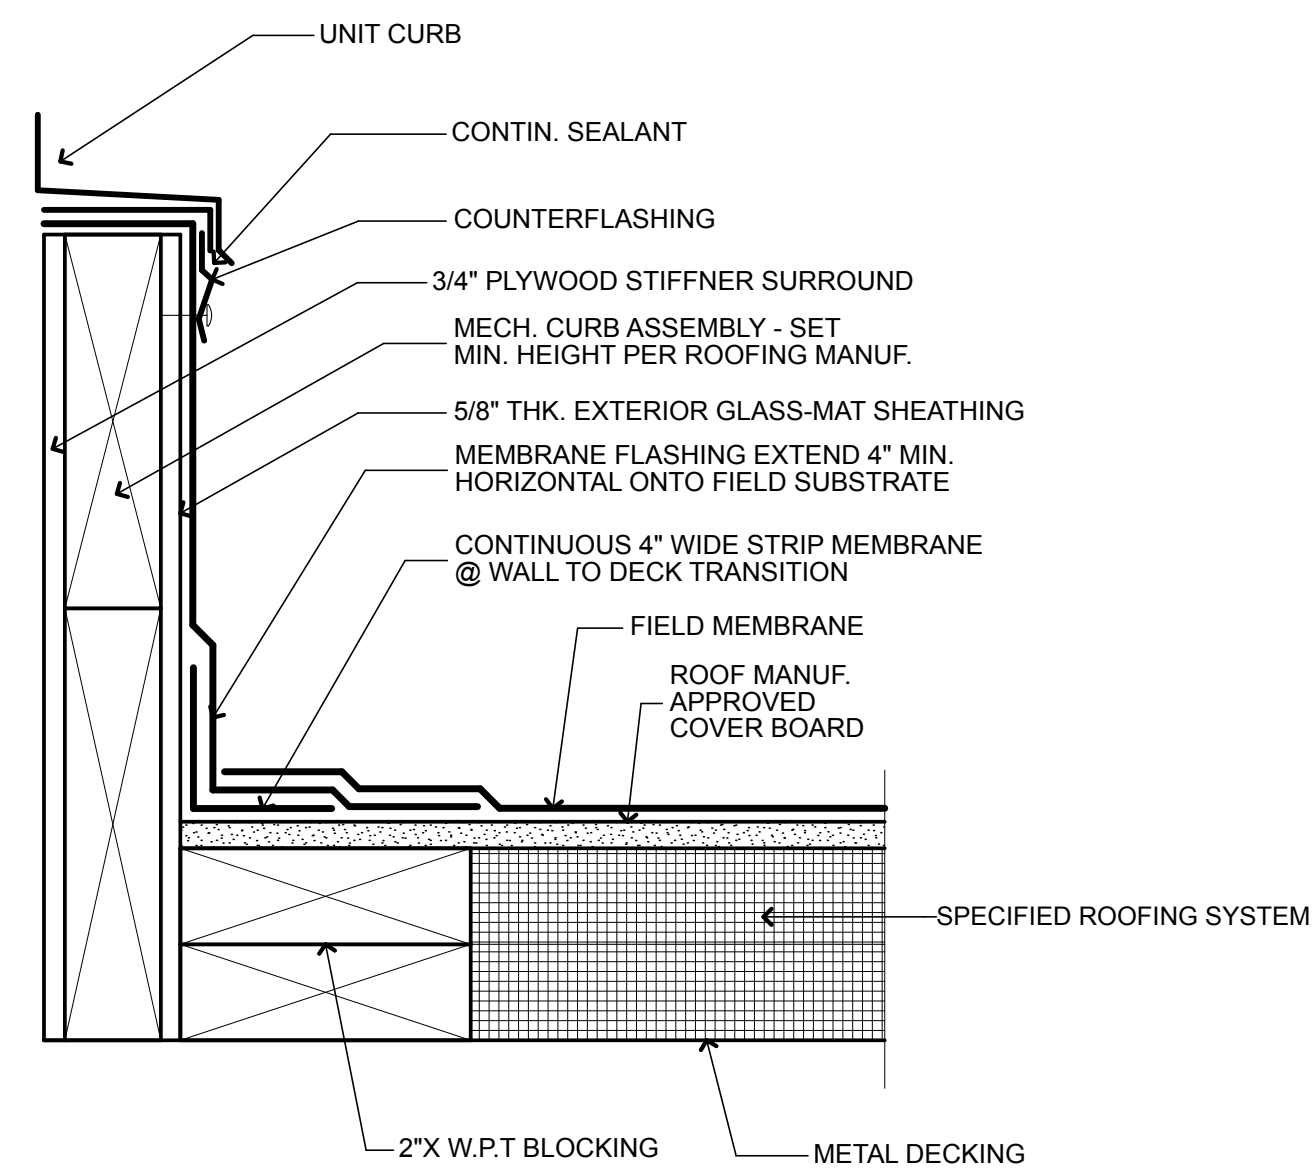 UNIT CURB
CONTIN. SEALANT
COUNTERFLASHING
3/4" PLYWOOD STIFFNER SURROUND
MECH. CURB ASSEMBLY - SET
MIN. HEIGHT PER ROOFING MANUF.
5/8" THK. EXTERIOR GLASS-MAT SHEATHING
MEMBRANE FLASHING EXTEND 4" MIN.
HORIZONTAL ONTO FIELD SUBSTRATE
CONTINUOUS 4" WIDE STRIP MEMBRANE
@ WALL TO DECK TRANSITION
FIELD MEMBRANE
ROOF MANUF.
APPROVED
COVER BOARD
SPECIFIED ROOFING SYSTEM
2"X W.P.T BLOCKING
METAL DECKING